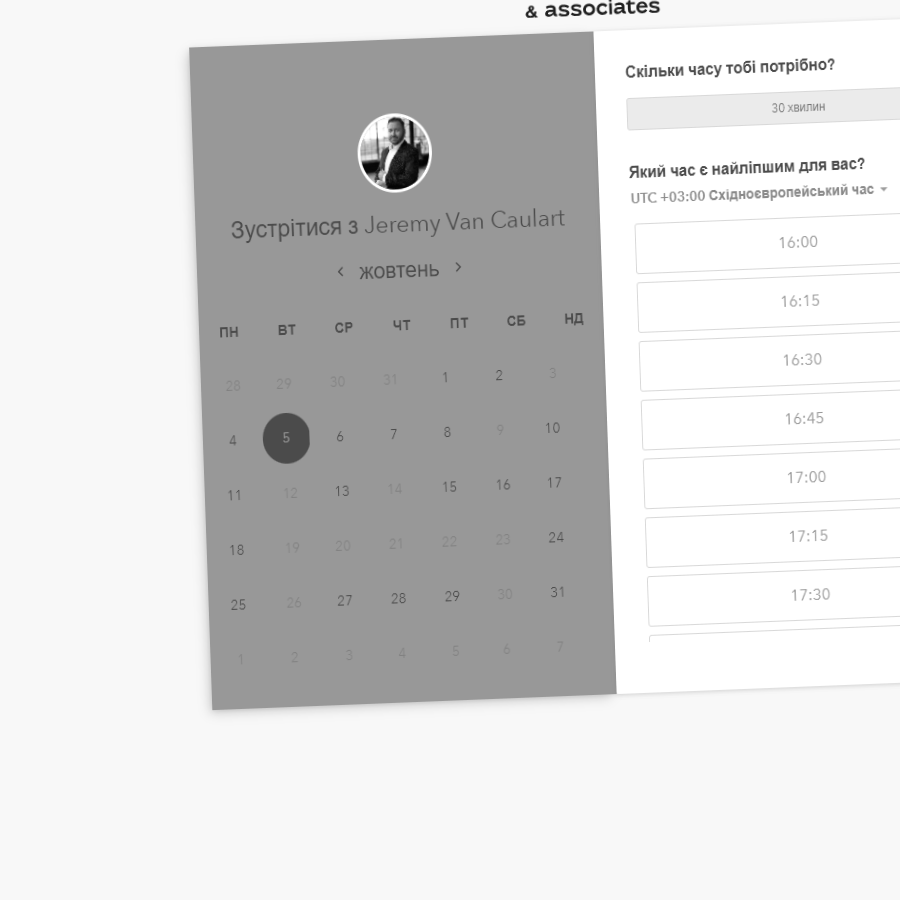 & associates
Зустрітися з Jeremy Van Caulart
жовтень
ПН ВТ СР ЧТ ПТ СБ НД
28 29 30 31 1 2 3
4 5 6 7 8 9 10
11 12 13 14 15 16 17
18 19 20 21 22 23 24
25 26 27 28 29 30 31
1 2 3 4 5 6 7
Скільки часу тобі потрібно?
30 хвилин
Який час є найліпшим для вас?
UTC +03:00 Східноєвропейський час
16:00
16:15
16:30
16:45
17:00
17:15
17:30